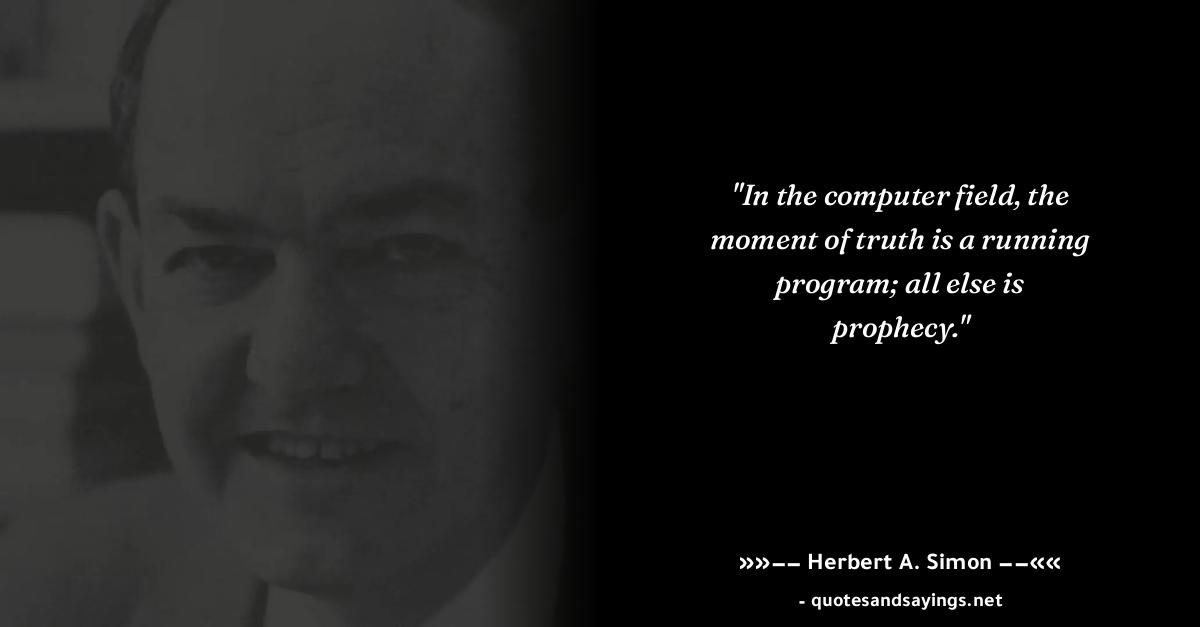 "In the computer field, the
moment of truth is a running
program; all else is
prophecy."
»»–– Herbert A. Simon ––««
- quotesandsayings.net